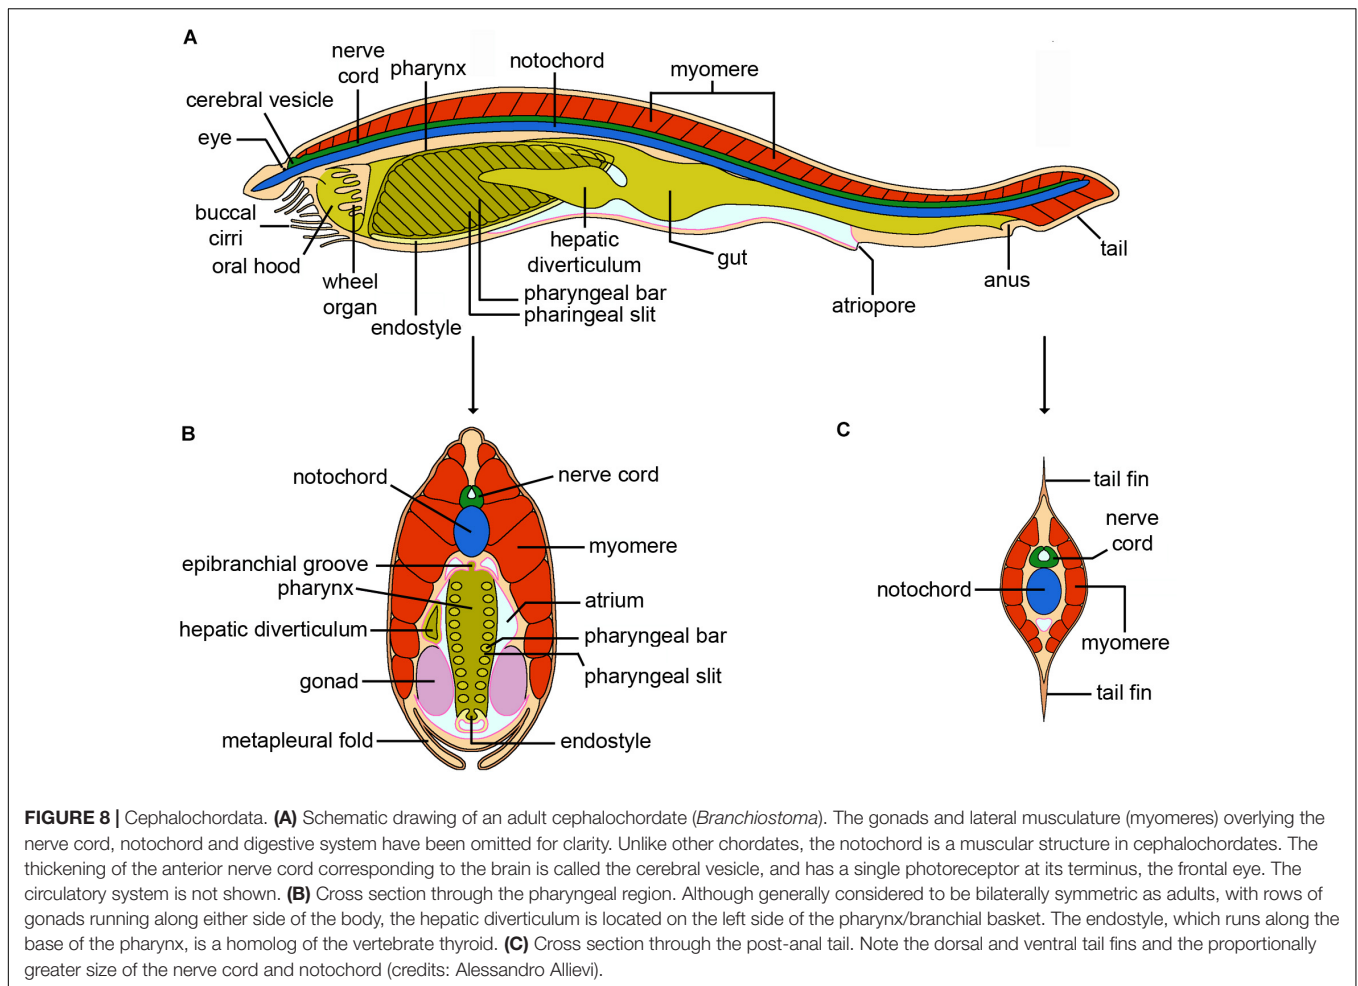 A
nerve
cord
pharynx
notochord
myomere
cerebral vesicle
eye
buccal
cirri
oral hood
wheel
organ
endostyle
hepatic
diverticulum
pharyngeal bar
pharingeal slit
gut
atriopore
anus
tail
B
notochord
nerve cord
myomere
epibranchial groove
pharynx
atrium
hepatic diverticulum
pharyngeal bar
pharyngeal slit
gonad
metapleural fold
endostyle
C
tail fin
nerve
cord
notochord
myomere
tail fin
FIGURE 8 | Cephalochordata. (A) Schematic drawing of an adult cephalochordate (Branchiostoma). The gonads and lateral musculature (myomeres) overlying the
nerve cord, notochord and digestive system have been omitted for clarity. Unlike other chordates, the notochord is a muscular structure in cephalochordates. The
thickening of the anterior nerve cord corresponding to the brain is called the cerebral vesicle, and has a single photoreceptor at its terminus, the frontal eye. The
circulatory system is not shown. (B) Cross section through the pharyngeal region. Although generally considered to be bilaterally symmetric as adults, with rows of
gonads running along either side of the body, the hepatic diverticulum is located on the left side of the pharynx/branchial basket. The endostyle, which runs along the
base of the pharynx, is a homolog of the vertebrate thyroid. (C) Cross section through the post-anal tail. Note the dorsal and ventral tail fins and the proportionally
greater size of the nerve cord and notochord (credits: Alessandro Allievi).